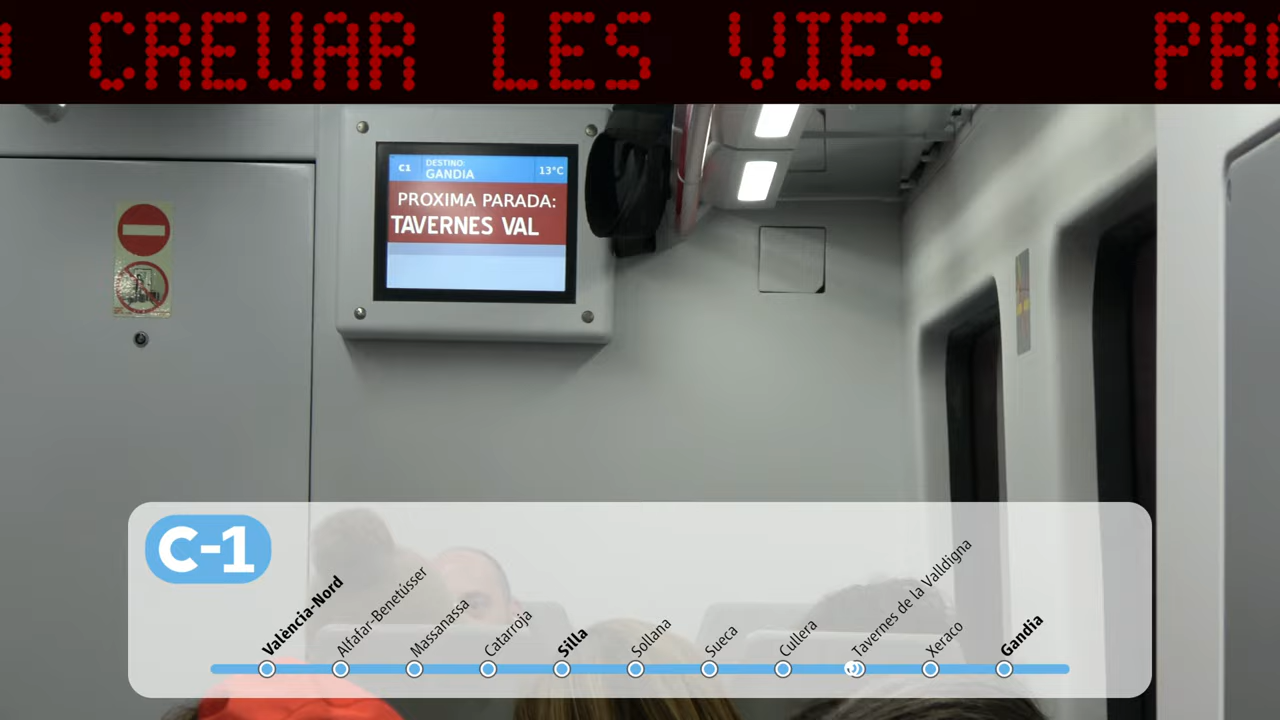 CREUAR LES VIES
C1
DESTINO:
GANDIA
13°C
PROXIMA PARADA:
TAVERNES VAL
C-1
València-Nord
Alfafar-Benetússer
Massanassa
Catarroja
Silla
Sollana
Sueca
Cullera
Tavernes de la Valldigna
Xeraco
Gandia